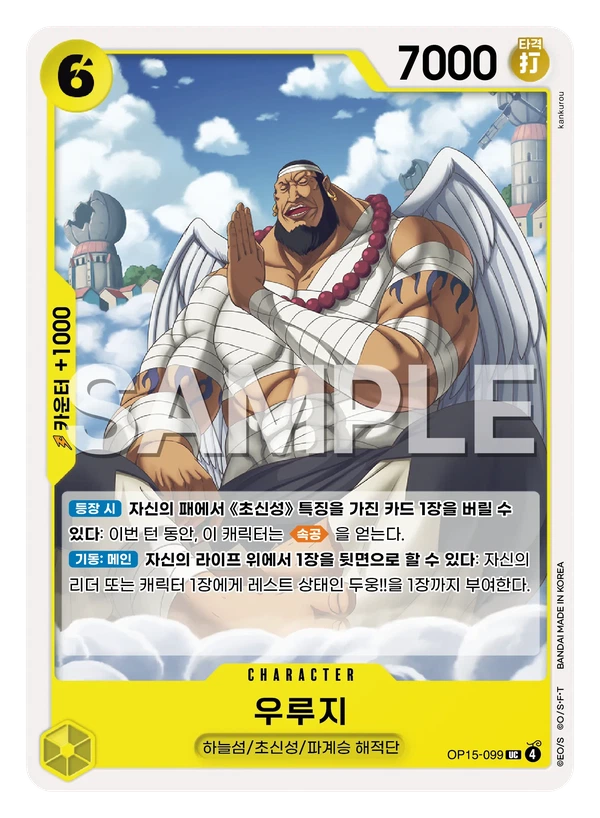 6
7000
타격
打
kankurou
카운터 +1000
SAMPLE
등장 시 자신의 패에서 《초신성》 특징을 가진 카드 1장을 버릴 수
있다: 이번 턴 동안, 이 캐릭터는 속공 을 얻는다.
기동: 메인 자신의 라이프 위에서 1장을 뒷면으로 할 수 있다: 자신의
리더 또는 캐릭터 1장에게 레스트 상태인 두웅!!을 1장까지 부여한다.
CHARACTER
우루지
하늘섬/초신성/파계승 해적단
OP15-099 UC 4
©EO/S ©O/S·F·T BANDAI MADE IN KOREA